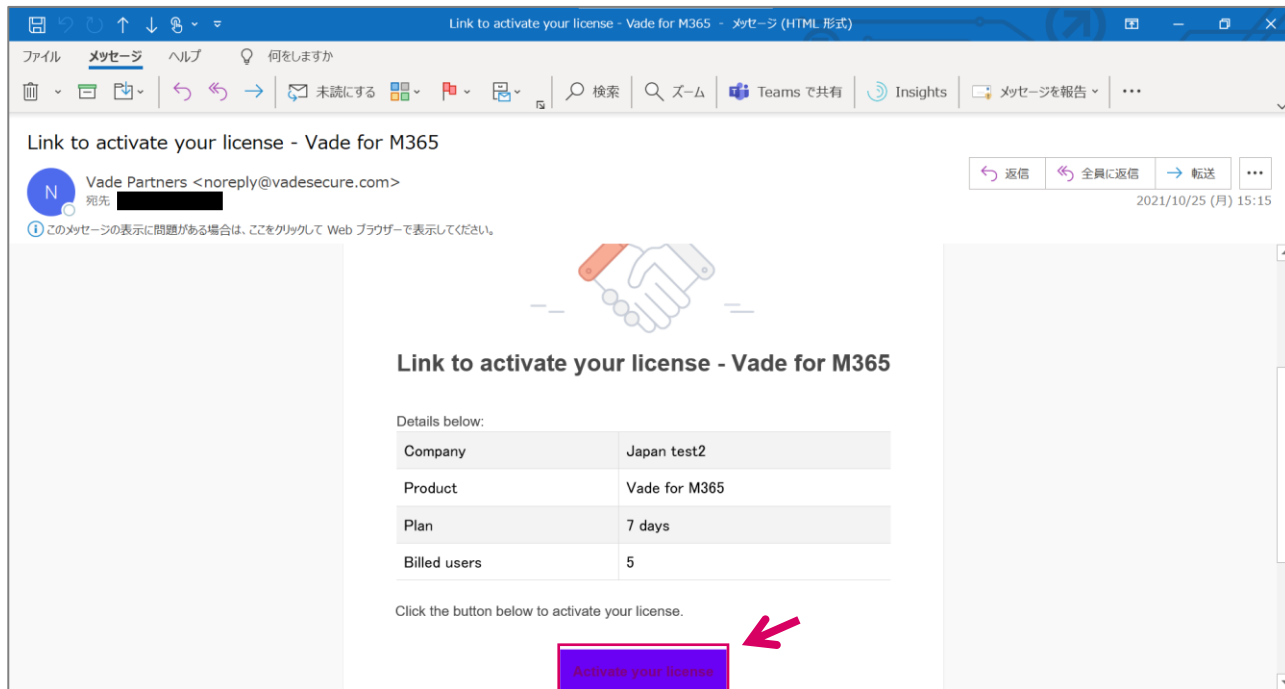 Link to activate your license - Vade for M365 - メッセージ (HTML 形式)
ファイル メッセージ ヘルプ 何をしますか
未読にする 検索 ズーム Teams で共有 Insights メッセージを報告
Link to activate your license - Vade for M365
N
Vade Partners <noreply@vadesecure.com>
宛先
返信 全員に返信 転送
2021/10/25 (月) 15:15
このメッセージの表示に問題がある場合は、ここをクリックして Web ブラウザーで表示してください。
Link to activate your license - Vade for M365
Details below:
Company Japan test2
Product Vade for M365
Plan 7 days
Billed users 5
Click the button below to activate your license.
Activate your license